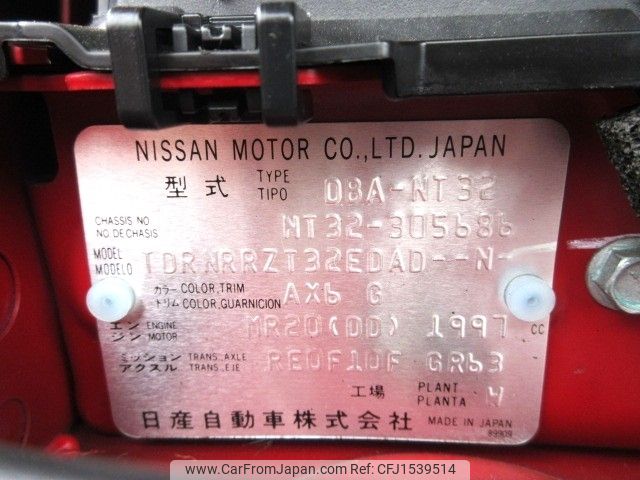 NISSAN MOTOR CO.,LTD. JAPAN
型式 TYPE TIPO DBA-NT32
CHASSIS NO NO DE CHASIS NT32-305686
MODEL MODELO TDRNRRZT32EDAD--N-
カラー COLOR,TRIM トリム COLOR,GUARNICION AX6 G
エンジン ENGINE MOTOR MR20(DD) 1997 CC
ミッション TRANS.,AXLE アクスル TRANS.,EJE RE0F10F GR63
工場 PLANT PLANTA W
日産自動車株式会社 MADE IN JAPAN
89909
www.CarFromJapan.com ID:CFJ1539514